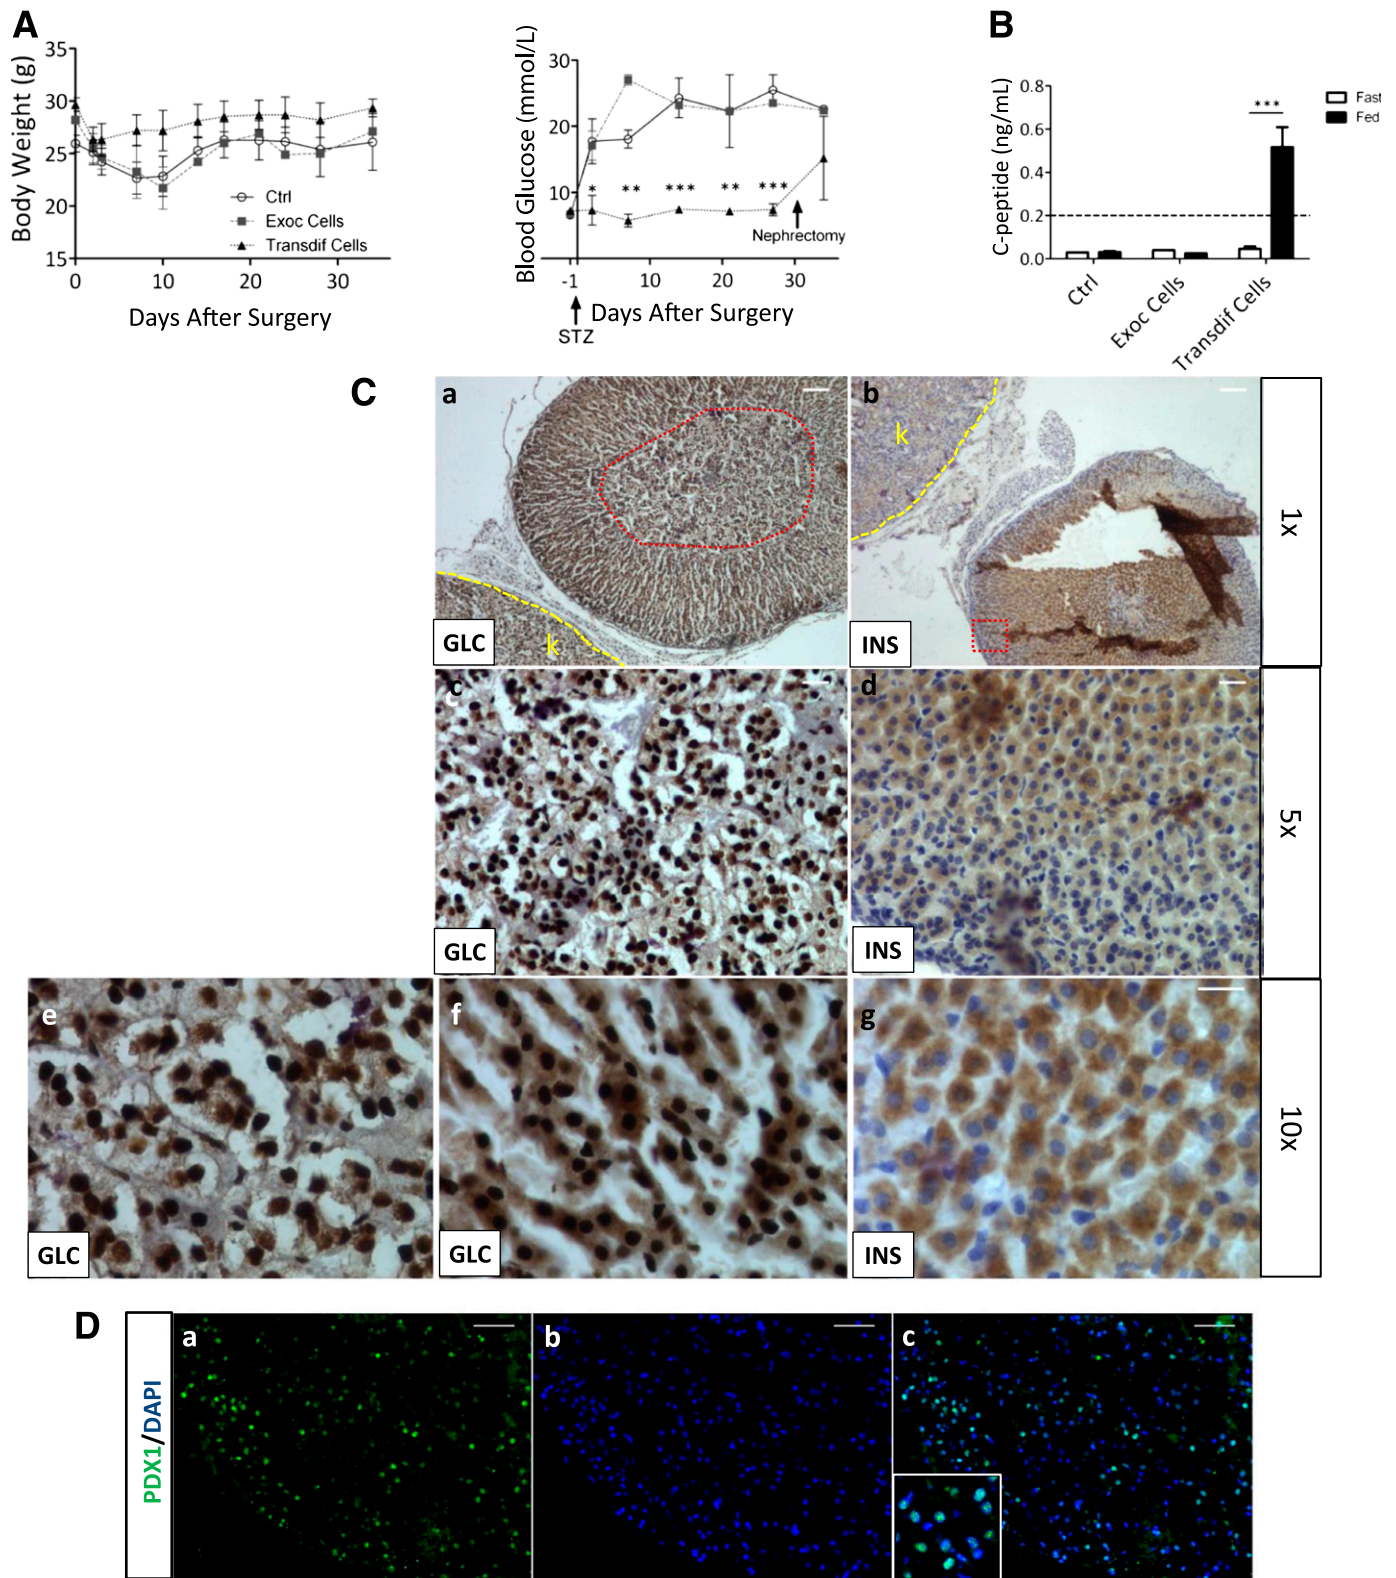 A
Body Weight (g)
35
30
25
20
15
0
10
20
30
Ctrl
Exoc Cells
Transdif Cells
Days After Surgery
Blood Glucose (mmol/L)
30
20
10
0
-1
10
20
30
* ** *** ** ***
Nephrectomy
Days After Surgery
STZ
B
C-peptide (ng/mL)
0.8
0.6
0.4
0.2
0.0
***
Fast
Fed
Ctrl
Exoc Cells
Transdif Cells
C
a
k
GLC
b
k
INS
1x
c
GLC
d
INS
5x
e
GLC
f
GLC
g
INS
10x
D
PDX1/DAPI
a
b
c